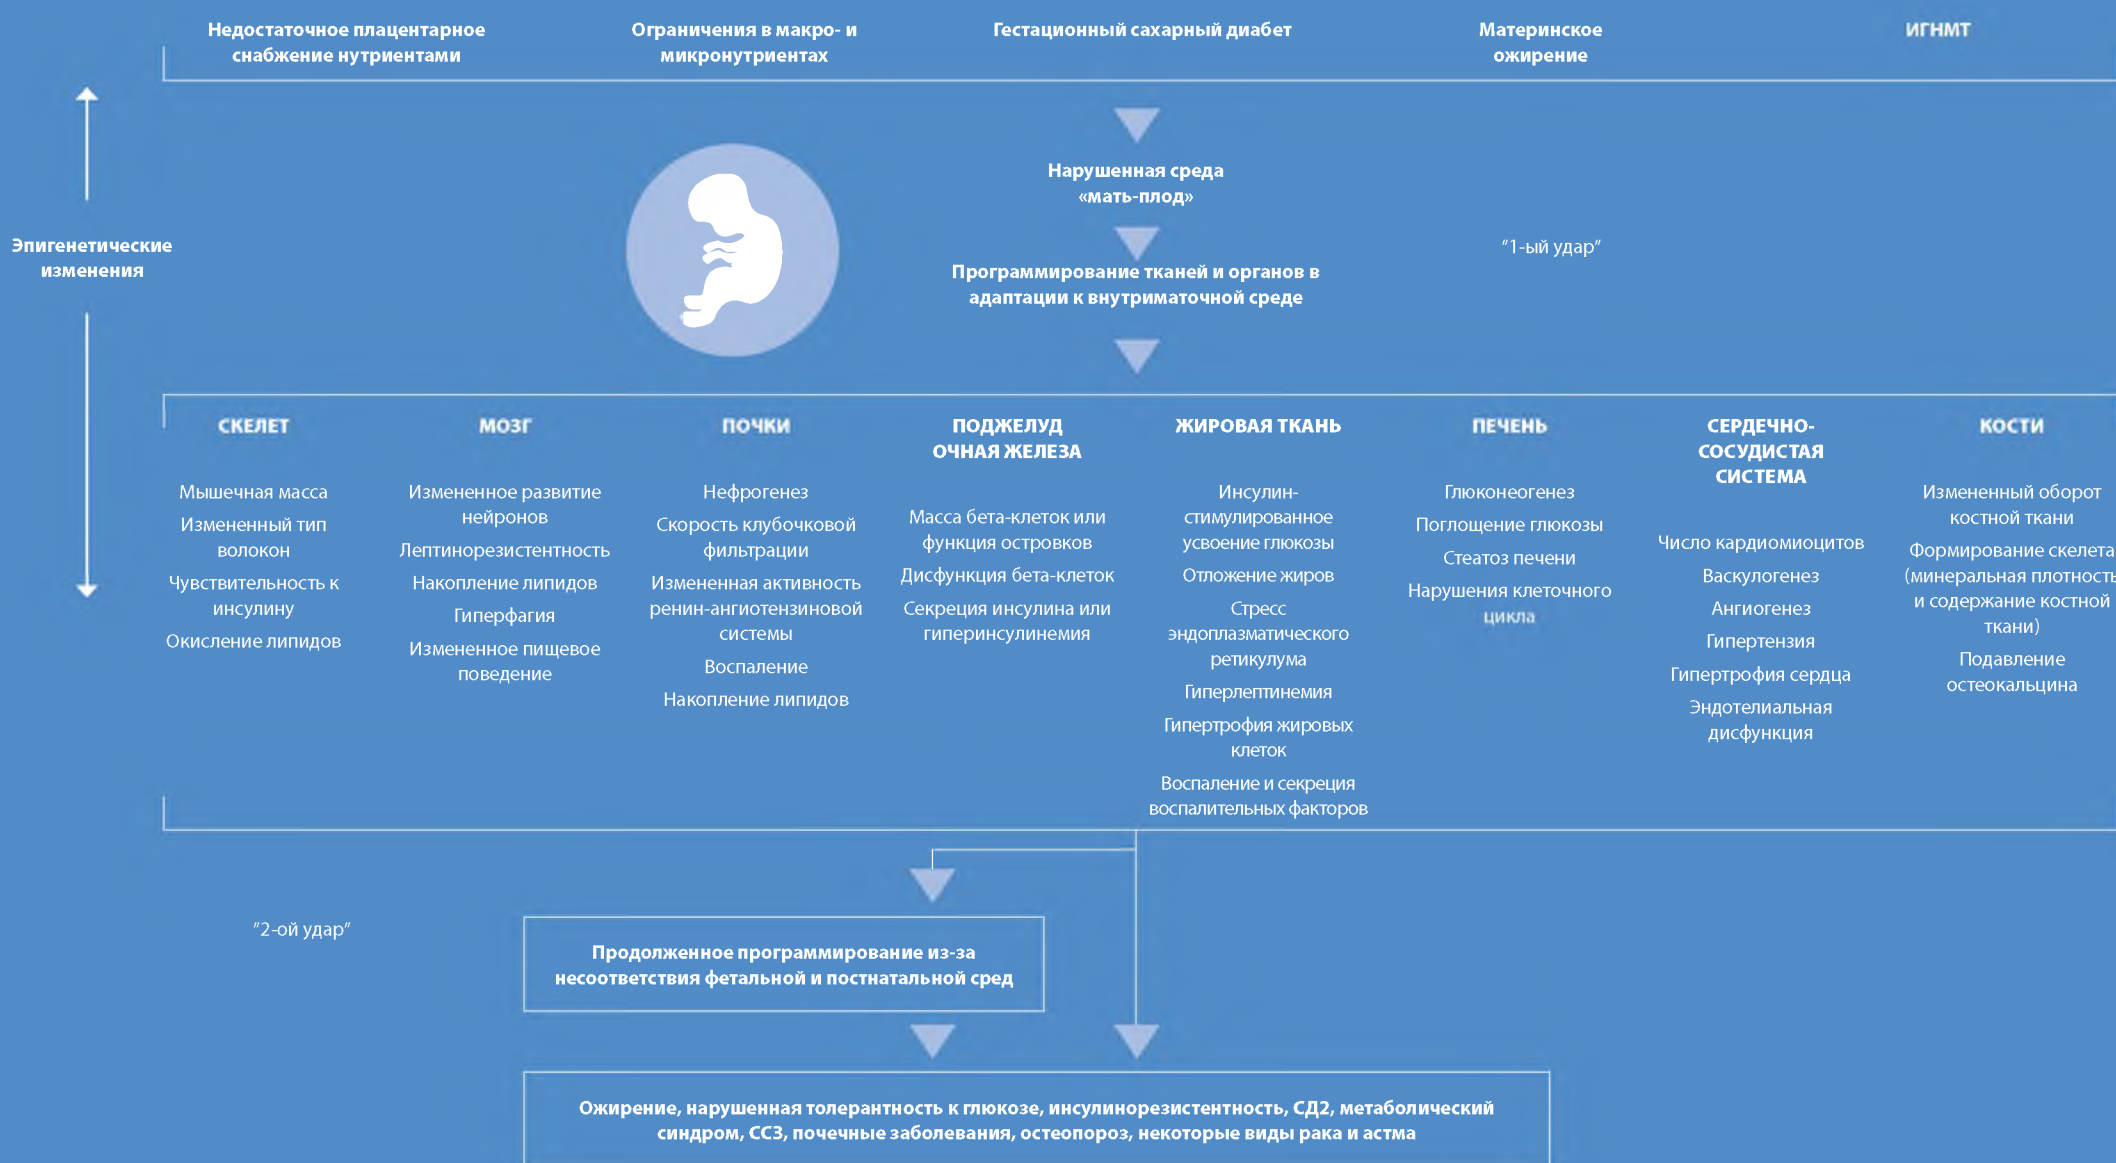 Недостаточное плацентарное
снабжение нутриентами
Ограничения в макро- и
микронутриентах
Гестационный сахарный диабет
Материнское
ожирение
ИГНМТ
Нарушенная среда
«мать-плод»
Эпигенетические
изменения
"1-ый удар"
Программирование тканей и органов в
адаптации к внутриматочной среде
СКЕЛЕТ
Мышечная масса
Измененный тип
волокон
Чувствительность к
инсулину
Окисление липидов
МОЗГ
Измененное развитие
нейронов
Лептинорезистентность
Накопление липидов
Гиперфагия
Измененное пищевое
поведение
ПОЧКИ
Нефрогенез
Скорость клубочковой
фильтрации
Измененная активность
ренин-ангиотензиновой
системы
Воспаление
Накопление липидов
ПОДЖЕЛУД
ОЧНАЯ ЖЕЛЕЗА
Масса бета-клеток или
функция островков
Дисфункция бета-клеток
Секреция инсулина или
гиперинсулинемия
ЖИРОВАЯ ТКАНЬ
Инсулин-
стимулированное
усвоение глюкозы
Отложение жиров
Стресс
эндоплазматического
ретикулума
Гиперлептинемия
Гипертрофия жировых
клеток
Воспаление и секреция
воспалительных факторов
ПЕЧЕНЬ
Глюконеогенез
Поглощение глюкозы
Стеатоз печени
Нарушения клеточного
цикла
СЕРДЕЧНО-
СОСУДИСТАЯ
СИСТЕМА
Число кардиомиоцитов
Васкулогенез
Ангиогенез
Гипертензия
Гипертрофия сердца
Эндотелиальная
дисфункция
КОСТИ
Измененный оборот
костной ткани
Формирование скелета
(минеральная плотность
и содержание костной
ткани)
Подавление
остеокальцина
"2-ой удар"
Продолженное программирование из-за
несоответствия фетальной и постнатальной сред
Ожирение, нарушенная толерантность к глюкозе, инсулинорезистентность, СД2, метаболический
синдром, ССЗ, почечные заболевания, остеопороз, некоторые виды рака и астма